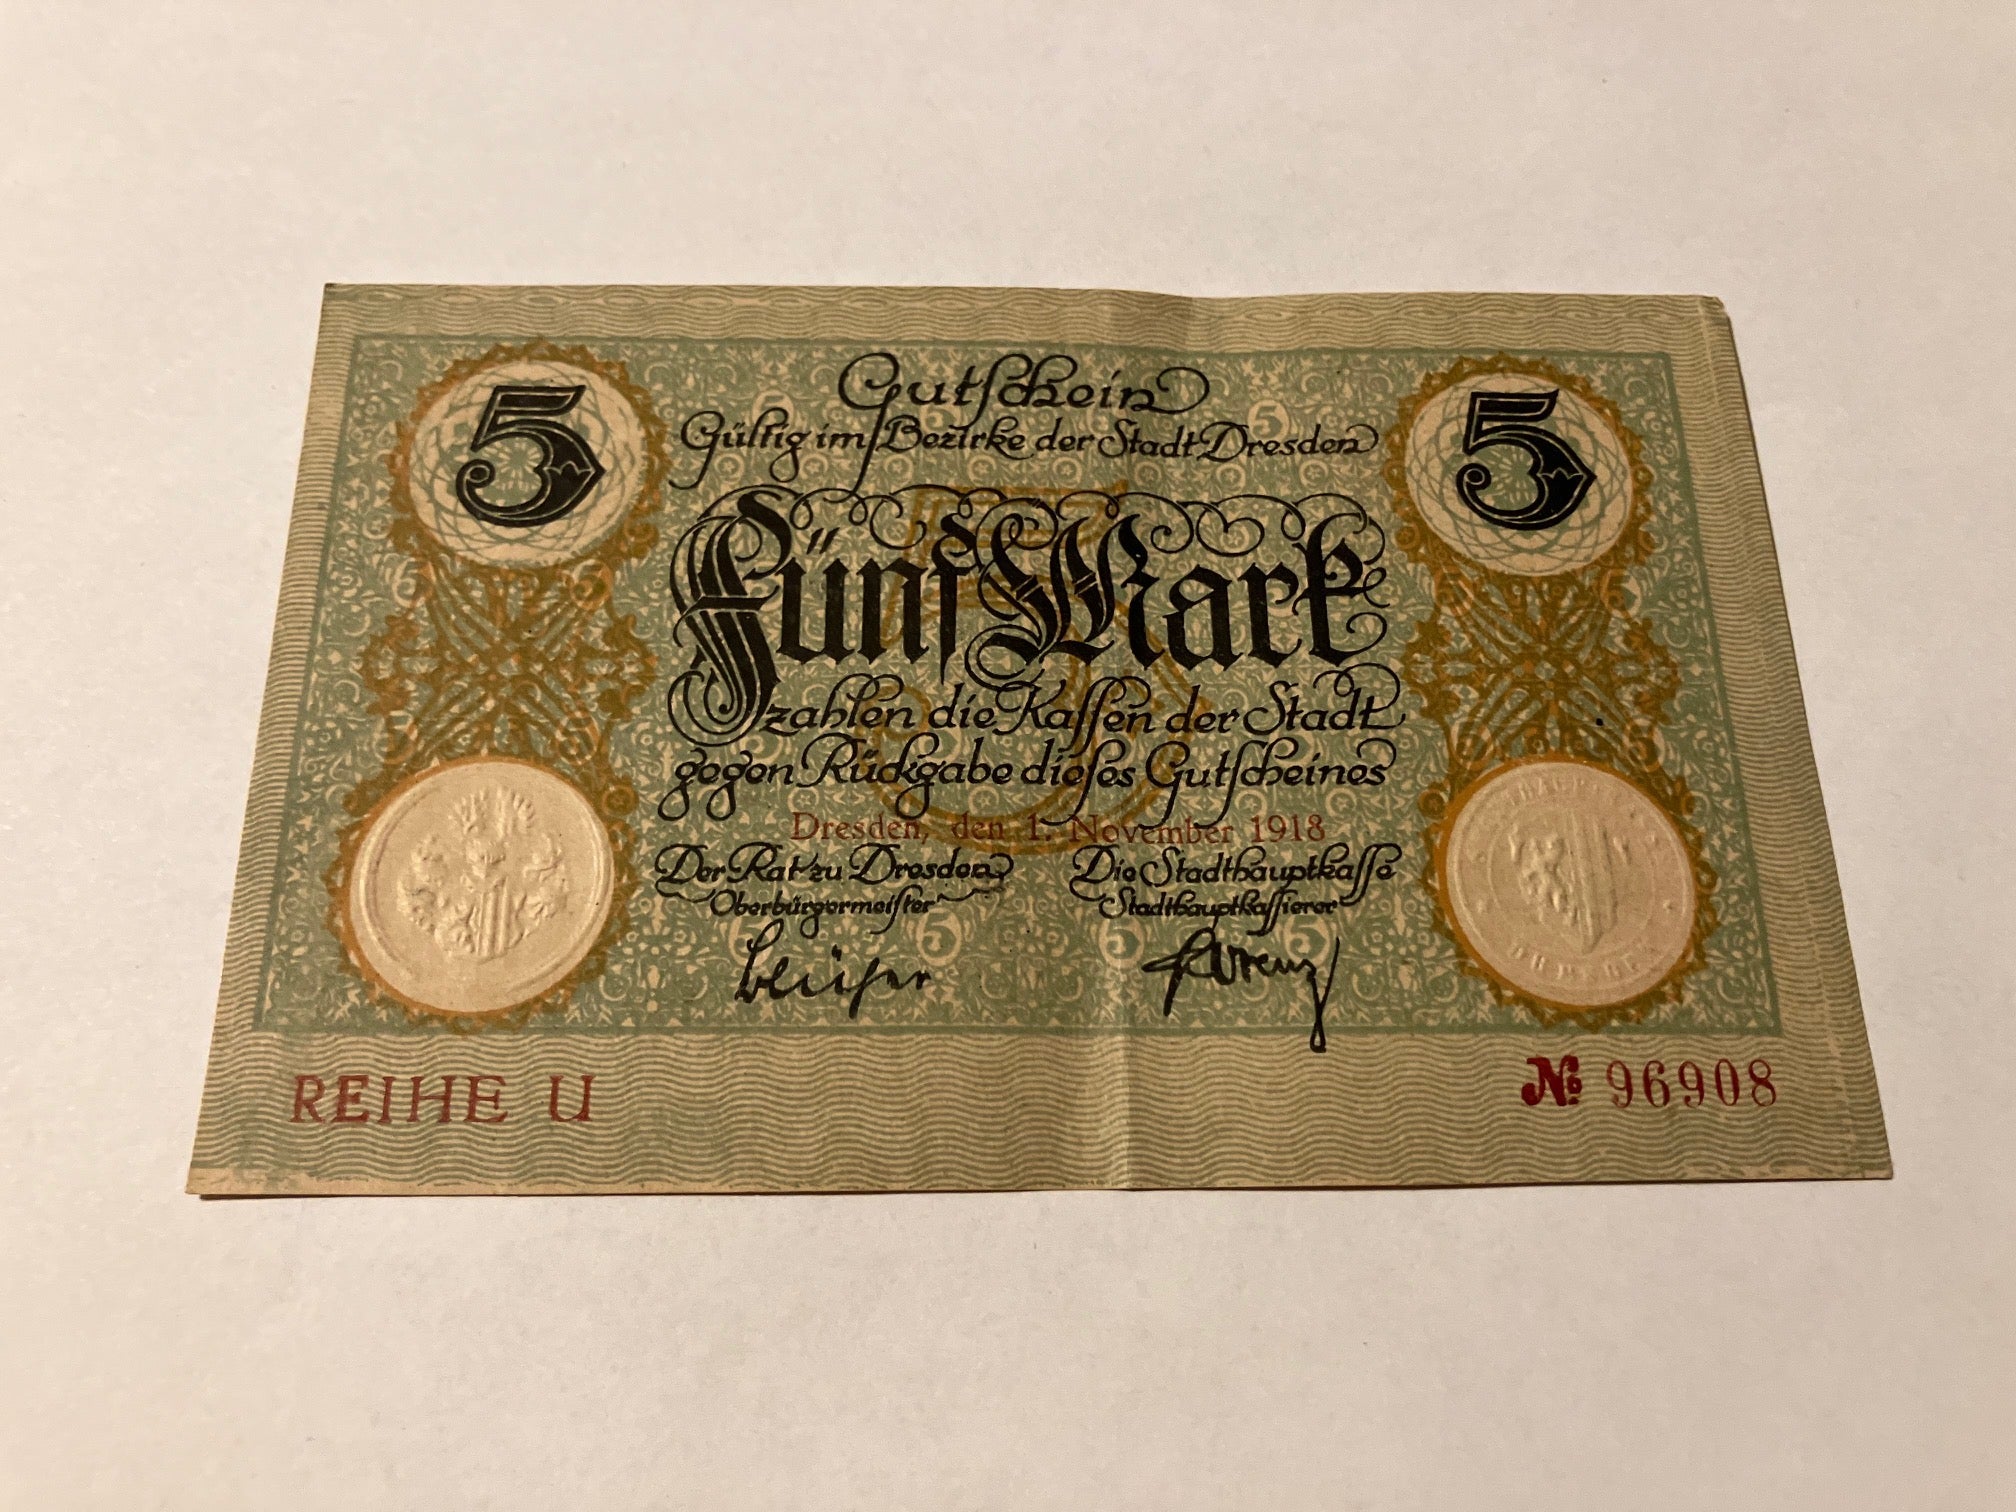 5
5
Gutschein
Gültig im Bezirke der Stadt Dresden
Fünf Mark
zahlen die Kassen der Stadt
gegen Rückgabe dieses Gutscheines
Dresden, den 1. November 1918
Der Rat zu Dresden
Oberbürgermeister
Blüher
Die Stadthauptkasse
Stadthauptkassierer
REIHE U
No 96908